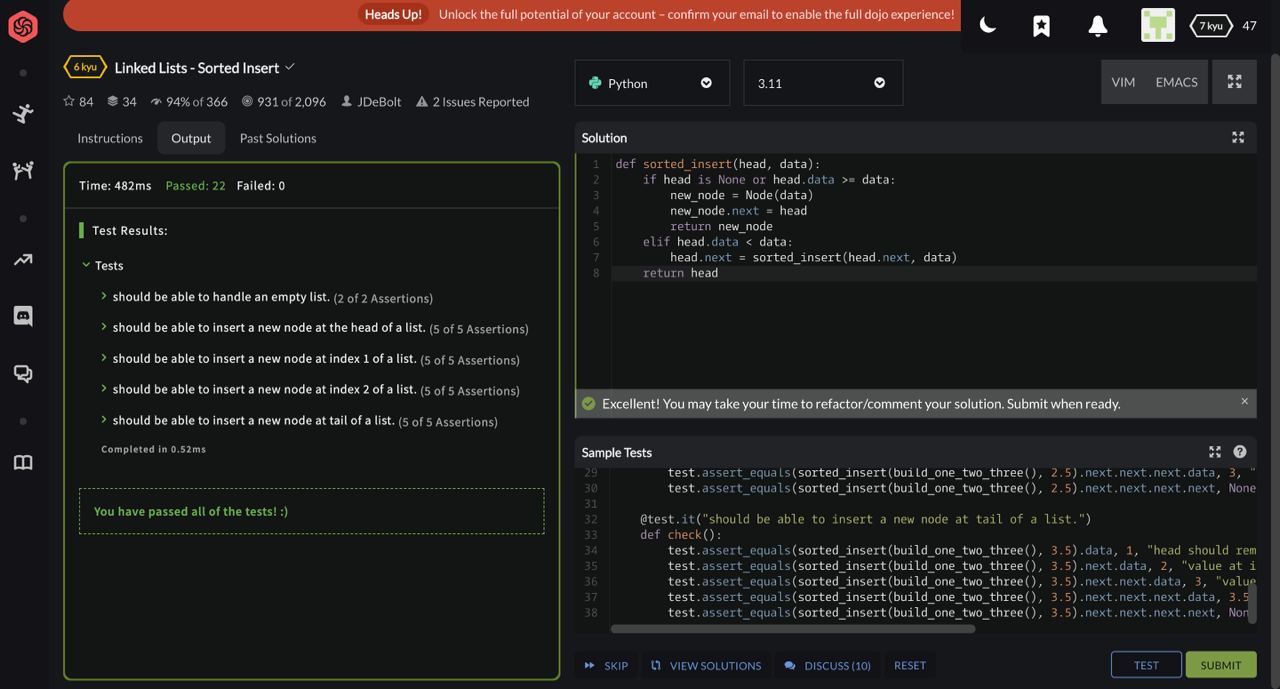 Heads Up! Unlock the full potential of your account – confirm your email to enable the full dojo experience!
7 kyu 47
6 kyu Linked Lists - Sorted Insert
84 34 94% of 366 931 of 2,096 JDeBolt 2 Issues Reported
Instructions Output Past Solutions
Time: 482ms Passed: 22 Failed: 0
Test Results:
Tests
should be able to handle an empty list. (2 of 2 Assertions)
should be able to insert a new node at the head of a list. (5 of 5 Assertions)
should be able to insert a new node at index 1 of a list. (5 of 5 Assertions)
should be able to insert a new node at index 2 of a list. (5 of 5 Assertions)
should be able to insert a new node at tail of a list. (5 of 5 Assertions)
Completed in 0.52ms
You have passed all of the tests! :)
Python 3.11 VIM EMACS
Solution
1 def sorted_insert(head, data):
2     if head is None or head.data >= data:
3         new_node = Node(data)
4         new_node.next = head
5         return new_node
6     elif head.data < data:
7         head.next = sorted_insert(head.next, data)
8     return head
Excellent! You may take your time to refactor/comment your solution. Submit when ready. ×
Sample Tests ?
29         test.assert_equals(sorted_insert(build_one_two_three(), 2.5).next.next.next.data, 3, "
30         test.assert_equals(sorted_insert(build_one_two_three(), 2.5).next.next.next.next, None
31
32     @test.it("should be able to insert a new node at tail of a list.")
33     def check():
34         test.assert_equals(sorted_insert(build_one_two_three(), 3.5).data, 1, "head should rem
35         test.assert_equals(sorted_insert(build_one_two_three(), 3.5).next.data, 2, "value at i
36         test.assert_equals(sorted_insert(build_one_two_three(), 3.5).next.next.data, 3, "value
37         test.assert_equals(sorted_insert(build_one_two_three(), 3.5).next.next.next.data, 3.5
38         test.assert_equals(sorted_insert(build_one_two_three(), 3.5).next.next.next.next, Non
SKIP VIEW SOLUTIONS DISCUSS (10) RESET TEST SUBMIT